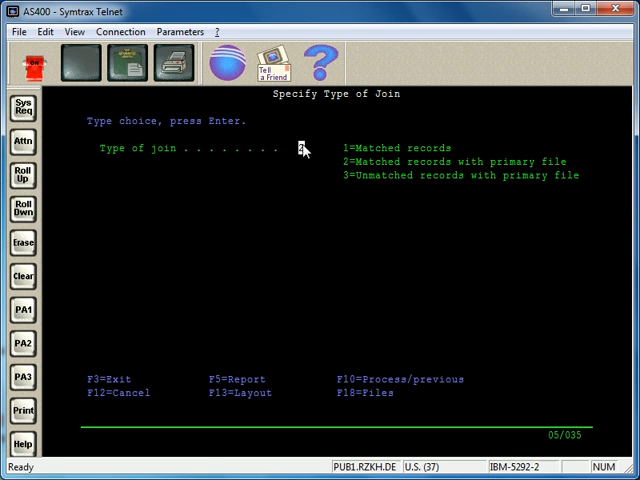 AS400 - Symtrax Telnet
File Edit View Connection Parameters ?
ON
Tell a Friend
Specify Type of Join
Sys Req
Type choice, press Enter.
Attn
Type of join . . . . . . . . 2 1=Matched records
2=Matched records with primary file
3=Unmatched records with primary file
Roll Up
Roll Dwn
Erase
Clear
PA1
PA2
PA3
F3=Exit F5=Report F10=Process/previous
F12=Cancel F13=Layout F18=Files
Print
05/035
Help
Ready PUB1.RZKH.DE U.S. (37) IBM-5292-2 NUM